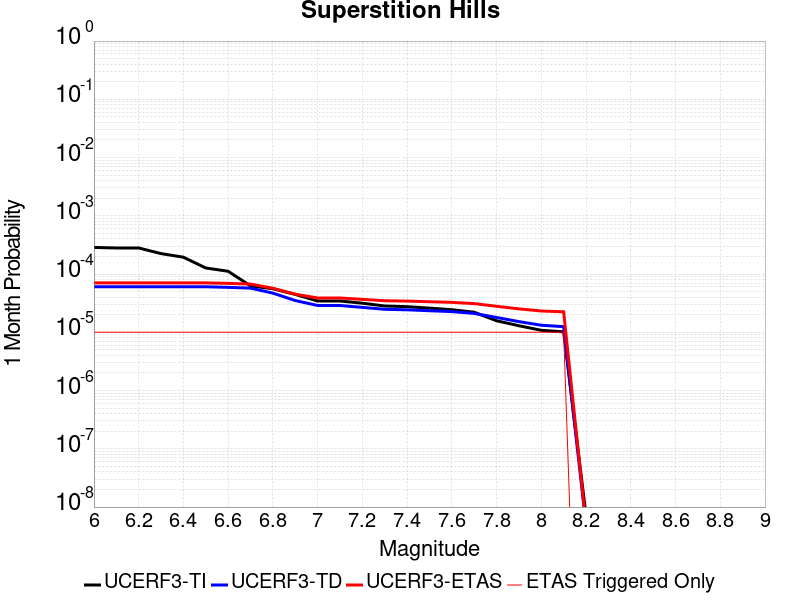 Superstition Hills
10^0
10^-1
10^-2
10^-3
10^-4
10^-5
10^-6
10^-7
10^-8
1 Month Probability
6 6.2 6.4 6.6 6.8 7 7.2 7.4 7.6 7.8 8 8.2 8.4 8.6 8.8 9
Magnitude
UCERF3-TI UCERF3-TD UCERF3-ETAS ETAS Triggered Only